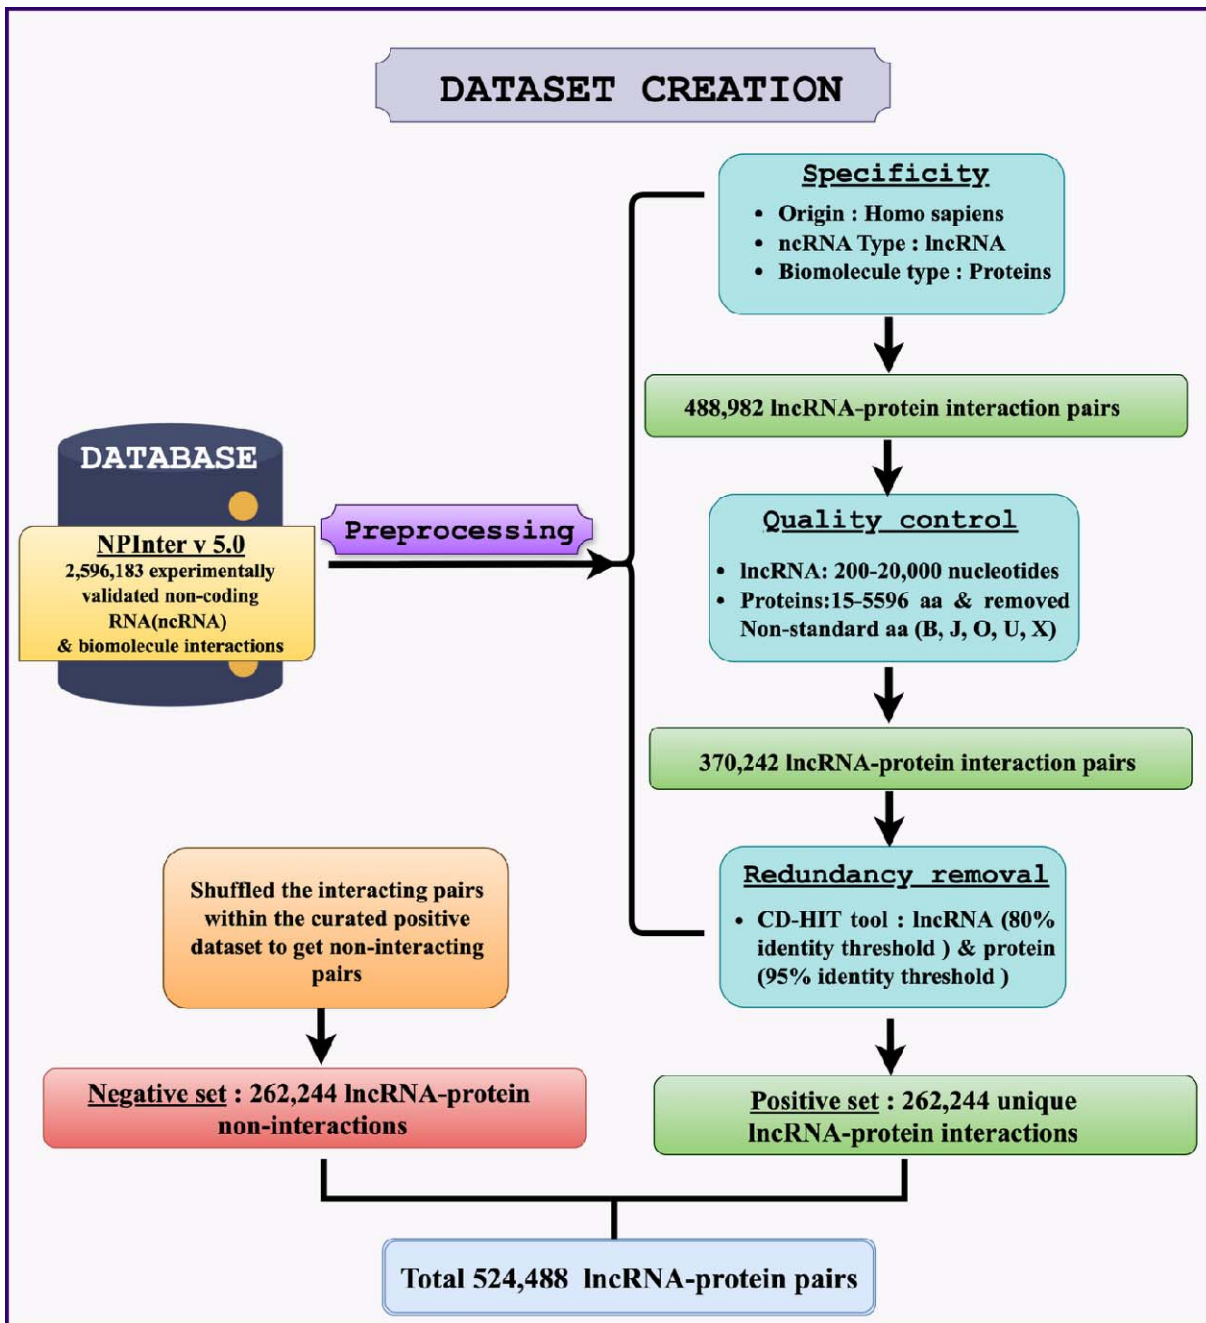 DATASET CREATION
Specificity
• Origin : Homo sapiens
• ncRNA Type : lncRNA
• Biomolecule type : Proteins
488,982 lncRNA-protein interaction pairs
DATABASE
NPInter v 5.0
2,596,183 experimentally
validated non-coding
RNA(ncRNA)
& biomolecule interactions
Preprocessing
Quality control
• lncRNA: 200-20,000 nucleotides
• Proteins:15-5596 aa & removed
Non-standard aa (B, J, O, U, X)
370,242 lncRNA-protein interaction pairs
Redundancy removal
• CD-HIT tool : lncRNA (80%
identity threshold ) & protein
(95% identity threshold )
Shuffled the interacting pairs
within the curated positive
dataset to get non-interacting
pairs
Negative set : 262,244 lncRNA-protein
non-interactions
Positive set : 262,244 unique
lncRNA-protein interactions
Total 524,488 lncRNA-protein pairs